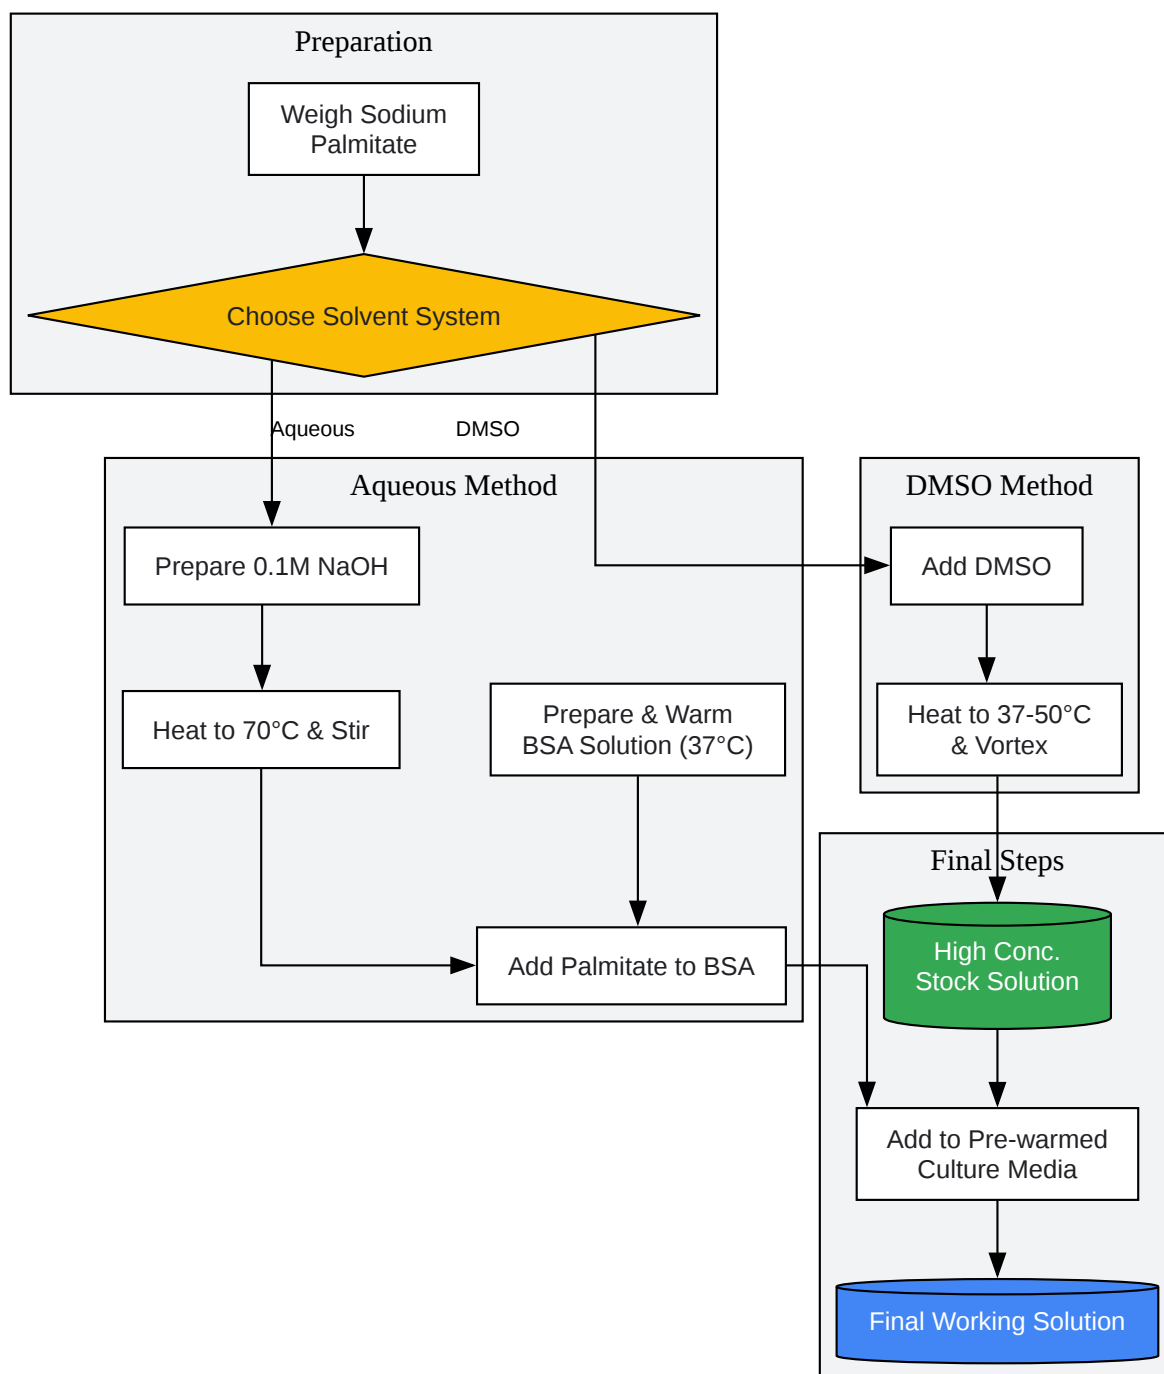 Preparation
Weigh Sodium
Palmitate
Choose Solvent System
Aqueous
DMSO
Aqueous Method
Prepare 0.1M NaOH
Heat to 70°C & Stir
Prepare & Warm
BSA Solution (37°C)
Add Palmitate to BSA
DMSO Method
Add DMSO
Heat to 37-50°C
& Vortex
Final Steps
High Conc.
Stock Solution
Add to Pre-warmed
Culture Media
Final Working Solution